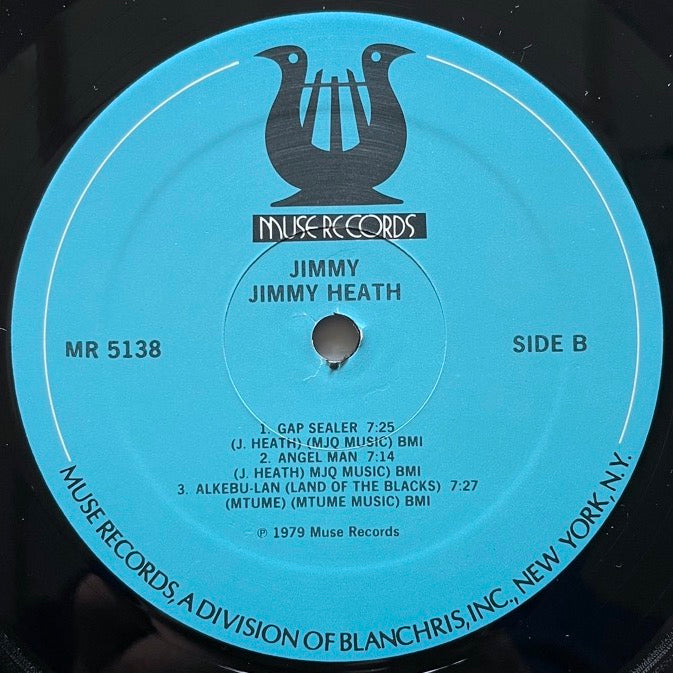 MUSE RECORDS
JIMMY
JIMMY HEATH
MR 5138
SIDE B
1. GAP SEALER 7:25
(J. HEATH) (MJQ MUSIC) BMI
2. ANGEL MAN 7:14
(J. HEATH) MJQ MUSIC) BMI
3. ALKEBU-LAN (LAND OF THE BLACKS) 7:27
(MTUME) (MTUME MUSIC) BMI
℗ 1979 Muse Records
MUSE RECORDS, A DIVISION OF BLANCHRIS, INC., NEW YORK, N.Y.